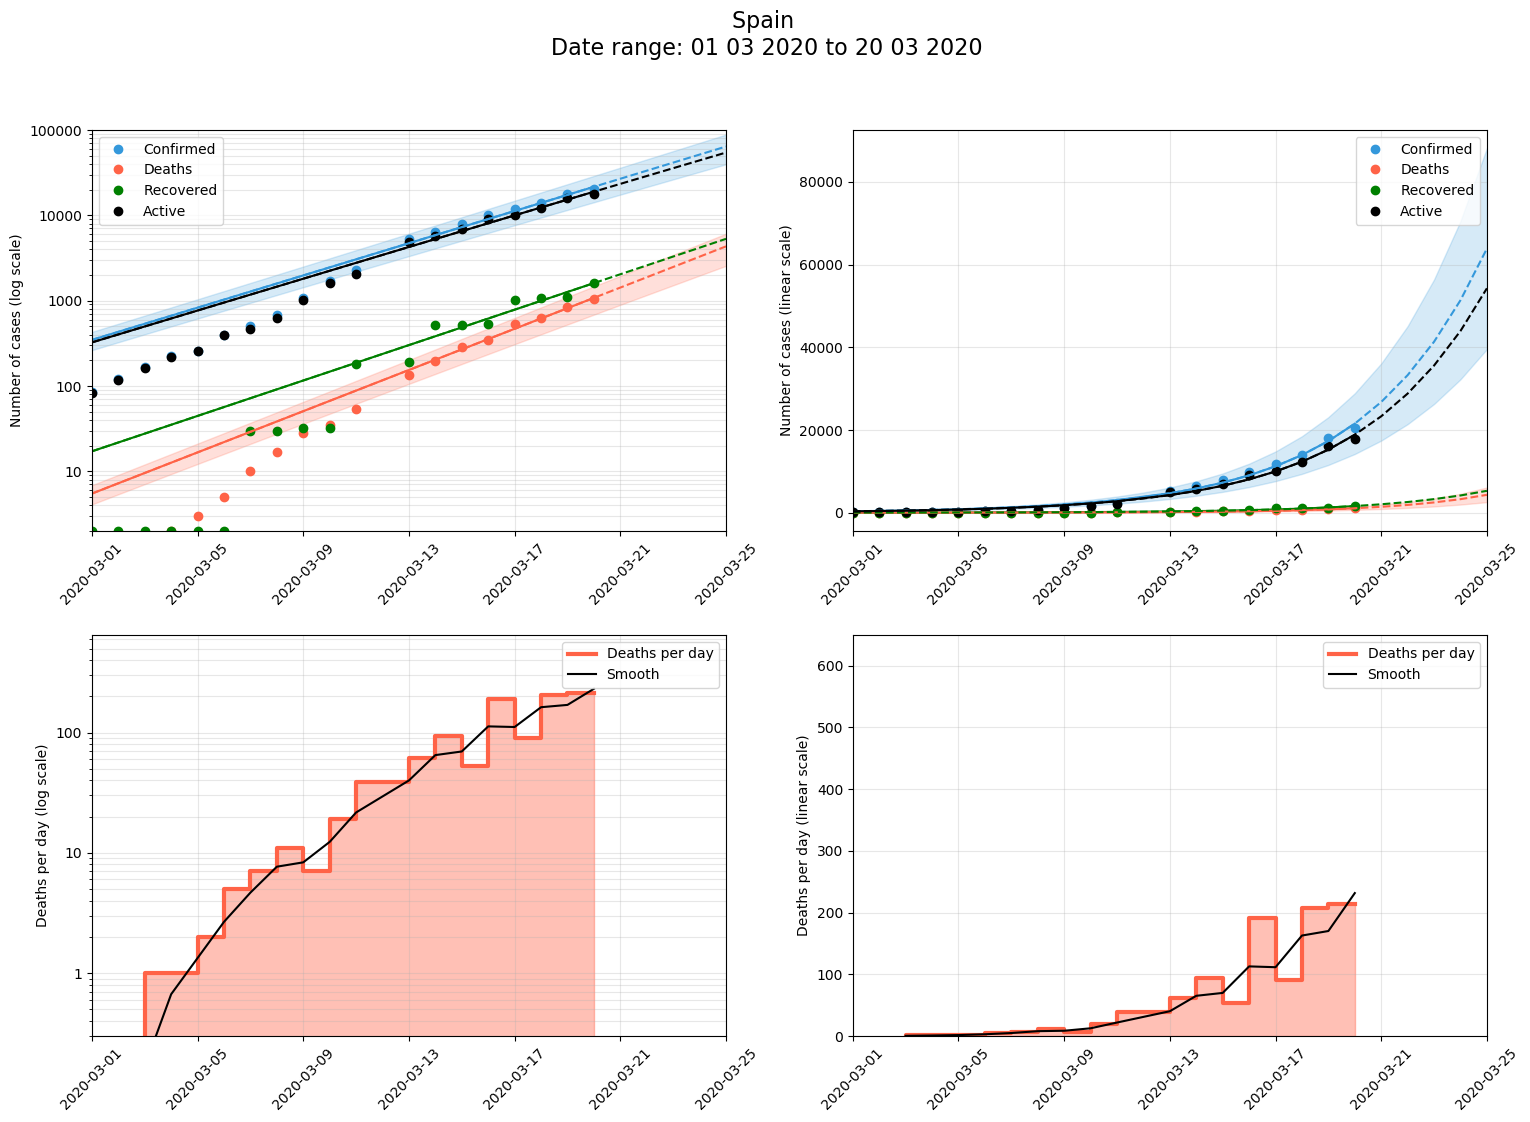 Spain
Date range: 01 03 2020 to 20 03 2020
Number of cases (log scale)
100000
10000
1000
100
10
Confirmed
Deaths
Recovered
Active
2020-03-01
2020-03-05
2020-03-09
2020-03-13
2020-03-17
2020-03-21
2020-03-25
Number of cases (linear scale)
80000
60000
40000
20000
0
Confirmed
Deaths
Recovered
Active
2020-03-01
2020-03-05
2020-03-09
2020-03-13
2020-03-17
2020-03-21
2020-03-25
Deaths per day (log scale)
100
10
1
Deaths per day
Smooth
2020-03-01
2020-03-05
2020-03-09
2020-03-13
2020-03-17
2020-03-21
2020-03-25
Deaths per day (linear scale)
600
500
400
300
200
100
0
Deaths per day
Smooth
2020-03-01
2020-03-05
2020-03-09
2020-03-13
2020-03-17
2020-03-21
2020-03-25